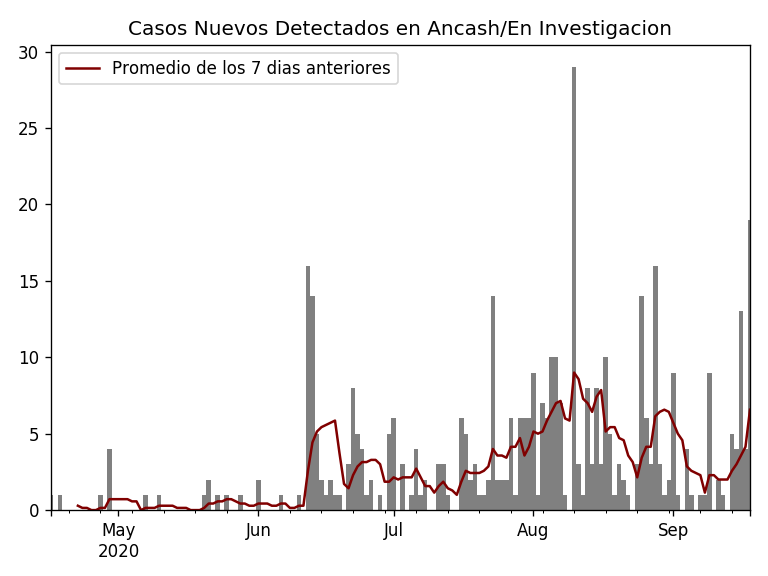 Casos Nuevos Detectados en Ancash/En Investigacion
Promedio de los 7 dias anteriores
30
25
20
15
10
5
0
May Jun Jul Aug Sep
2020